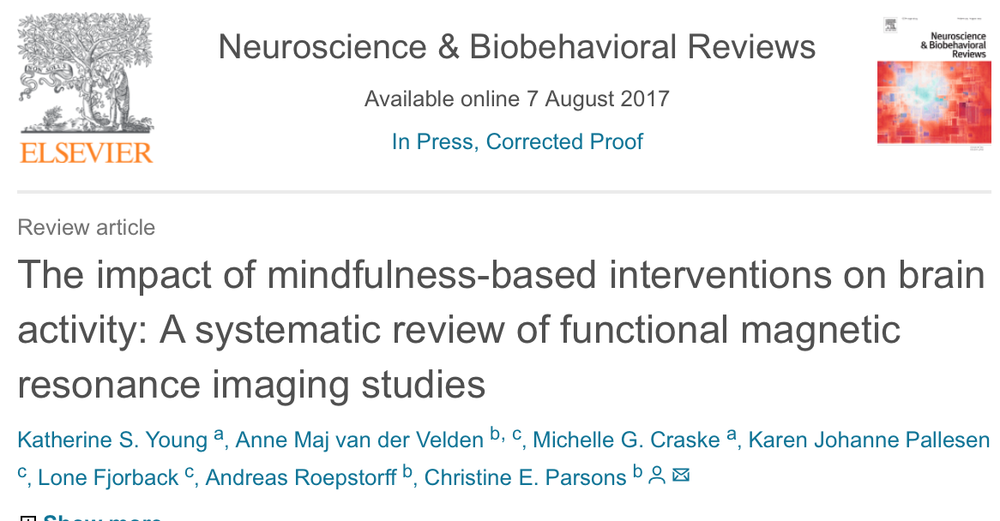 Neuroscience & Biobehavioral Reviews
Available online 7 August 2017
In Press, Corrected Proof
ELSEVIER
Neuroscience
& Biobehavioral
Reviews
Review article
The impact of mindfulness-based interventions on brain
activity: A systematic review of functional magnetic
resonance imaging studies
Katherine S. Young a, Anne Maj van der Velden b, c, Michelle G. Craske a, Karen Johanne Pallesen
c, Lone Fjorback c, Andreas Roepstorff b, Christine E. Parsons b
Show more